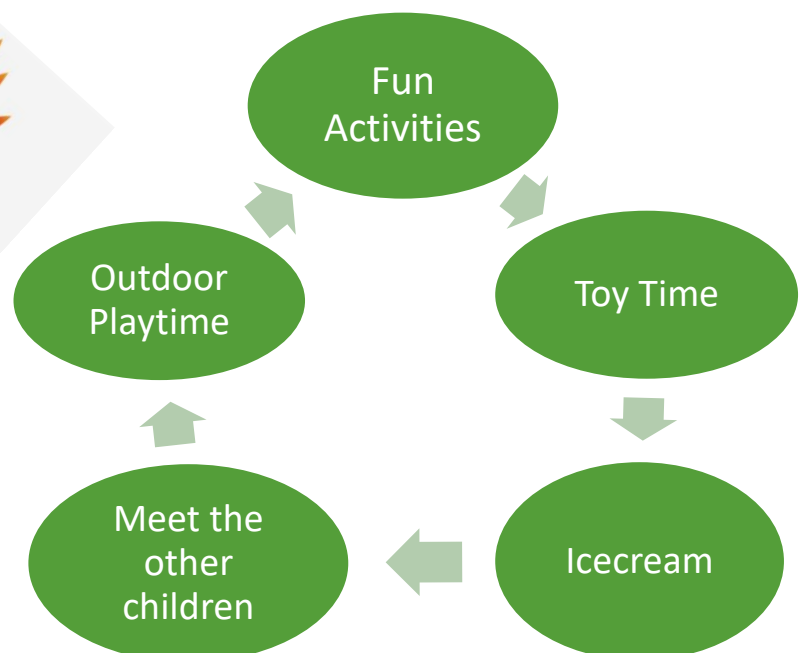 Fun
Activities
Toy Time
Icecream
Meet the
other
children
Outdoor
Playtime